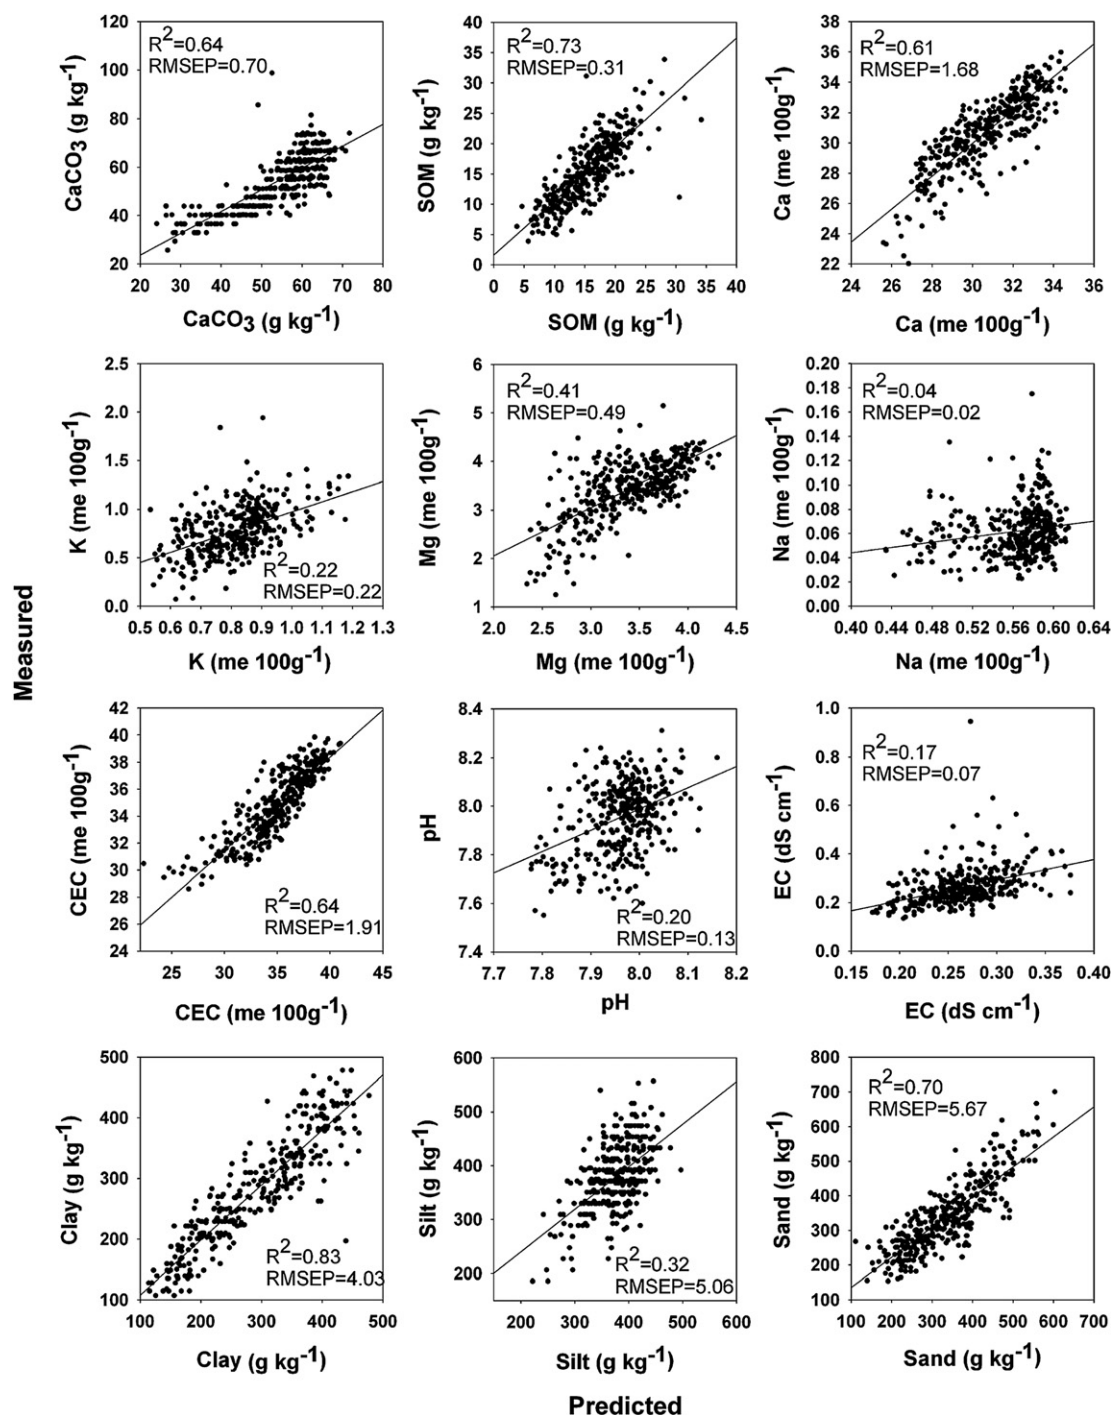 Measured
R²=0.64
RMSEP=0.70
CaCO₃ (g kg⁻¹)
120
100
80
60
40
20
20 30 40 50 60 70 80
CaCO₃ (g kg⁻¹)
R²=0.73
RMSEP=0.31
SOM (g kg⁻¹)
40
35
30
25
20
15
10
5
0
0 5 10 15 20 25 30 35 40
SOM (g kg⁻¹)
R²=0.61
RMSEP=1.68
Ca (me 100g⁻¹)
38
36
34
32
30
28
26
24
22
24 26 28 30 32 34 36
Ca (me 100g⁻¹)
K (me 100g⁻¹)
2.5
2.0
1.5
1.0
0.5
0.0
R²=0.22
RMSEP=0.22
0.5 0.6 0.7 0.8 0.9 1.0 1.1 1.2 1.3
K (me 100g⁻¹)
R²=0.41
RMSEP=0.49
Mg (me 100g⁻¹)
6
5
4
3
2
1
2.0 2.5 3.0 3.5 4.0 4.5
Mg (me 100g⁻¹)
R²=0.04
RMSEP=0.02
Na (me 100g⁻¹)
0.20
0.18
0.16
0.14
0.12
0.10
0.08
0.06
0.04
0.02
0.00
0.40 0.44 0.48 0.52 0.56 0.60 0.64
Na (me 100g⁻¹)
CEC (me 100g⁻¹)
42
40
38
36
34
32
30
28
26
24
R²=0.64
RMSEP=1.91
25 30 35 40 45
CEC (me 100g⁻¹)
pH
8.4
8.2
8.0
7.8
7.6
7.4
R²=0.20
RMSEP=0.13
7.7 7.8 7.9 8.0 8.1 8.2
pH
R²=0.17
RMSEP=0.07
EC (dS cm⁻¹)
1.0
0.8
0.6
0.4
0.2
0.0
0.15 0.20 0.25 0.30 0.35 0.40
EC (dS cm⁻¹)
Clay (g kg⁻¹)
500
400
300
200
100
R²=0.83
RMSEP=4.03
100 200 300 400 500
Clay (g kg⁻¹)
Silt (g kg⁻¹)
600
500
400
300
200
R²=0.32
RMSEP=5.06
200 300 400 500 600
Silt (g kg⁻¹)
R²=0.70
RMSEP=5.67
Sand (g kg⁻¹)
800
700
600
500
400
300
200
100
100 200 300 400 500 600 700
Sand (g kg⁻¹)
Predicted